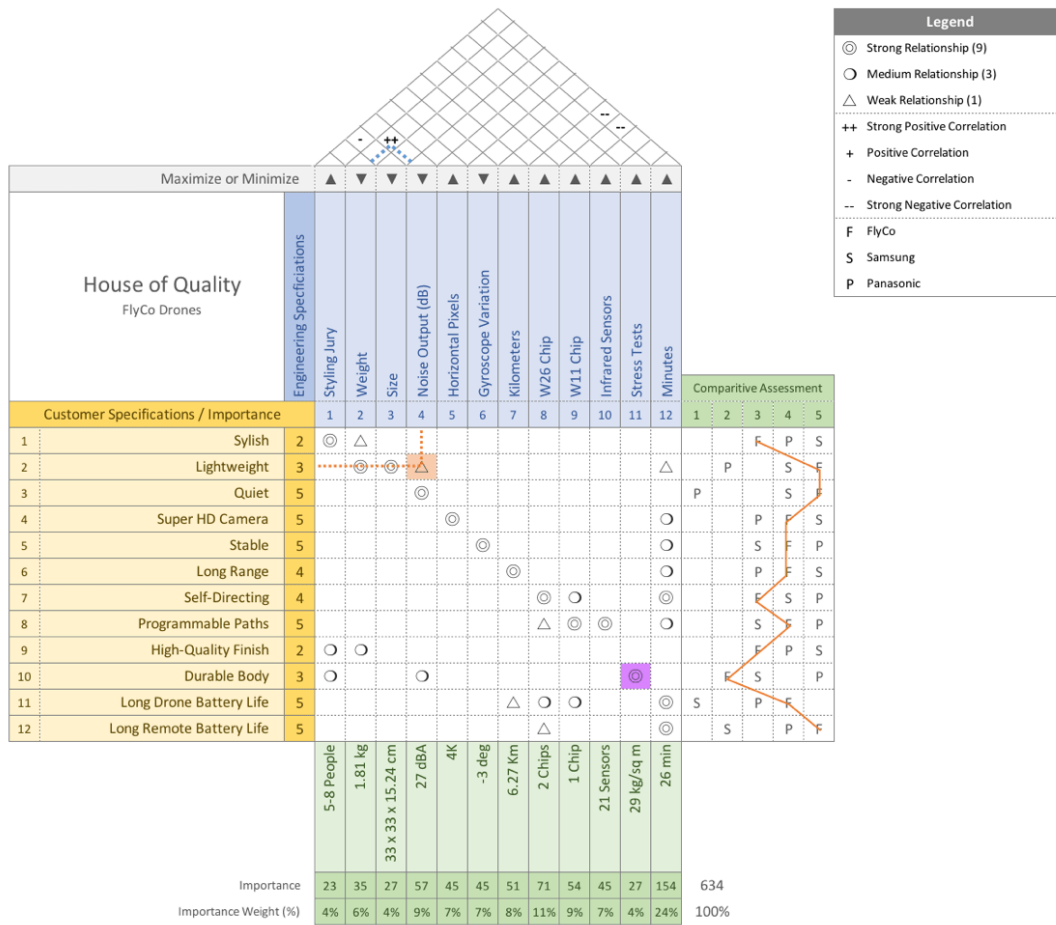 Legend
◎ Strong Relationship (9)
❍ Medium Relationship (3)
△ Weak Relationship (1)
++ Strong Positive Correlation
+ Positive Correlation
- Negative Correlation
-- Strong Negative Correlation
F FlyCo
S Samsung
P Panasonic
--
--
- ++
Maximize or Minimize ▲ ▼ ▼ ▼ ▲ ▼ ▲ ▲ ▲ ▲ ▲ ▲
House of Quality
FlyCo Drones
Engineering Specficiations
Styling Jury
Weight
Size
Noise Output (dB)
Horizontal Pixels
Gyroscope Variation
Kilometers
W26 Chip
W11 Chip
Infrared Sensors
Stress Tests
Minutes
Comparitive Assessment
Customer Specifications / Importance 1 2 3 4 5 6 7 8 9 10 11 12 1 2 3 4 5
1 Sylish 2 ◎ △ F P S
2 Lightweight 3 ◎ ◎ △ △ P S F
3 Quiet 5 ◎ P S F
4 Super HD Camera 5 ◎ ❍ P F S
5 Stable 5 ◎ ❍ S F P
6 Long Range 4 ◎ ❍ P F S
7 Self-Directing 4 ◎ ❍ ◎ F S P
8 Programmable Paths 5 △ ◎ ◎ ❍ S F P
9 High-Quality Finish 2 ❍ ❍ F P S
10 Durable Body 3 ❍ ❍ ◎ F S P
11 Long Drone Battery Life 5 △ ❍ ❍ ◎ S P F
12 Long Remote Battery Life 5 △ ◎ S P F
5-8 People
1.81 kg
33 x 33 x 15.24 cm
27 dBA
4K
-3 deg
6.27 Km
2 Chips
1 Chip
21 Sensors
29 kg/sq m
26 min
Importance 23 35 27 57 45 45 51 71 54 45 27 154 634
Importance Weight (%) 4% 6% 4% 9% 7% 7% 8% 11% 9% 7% 4% 24% 100%